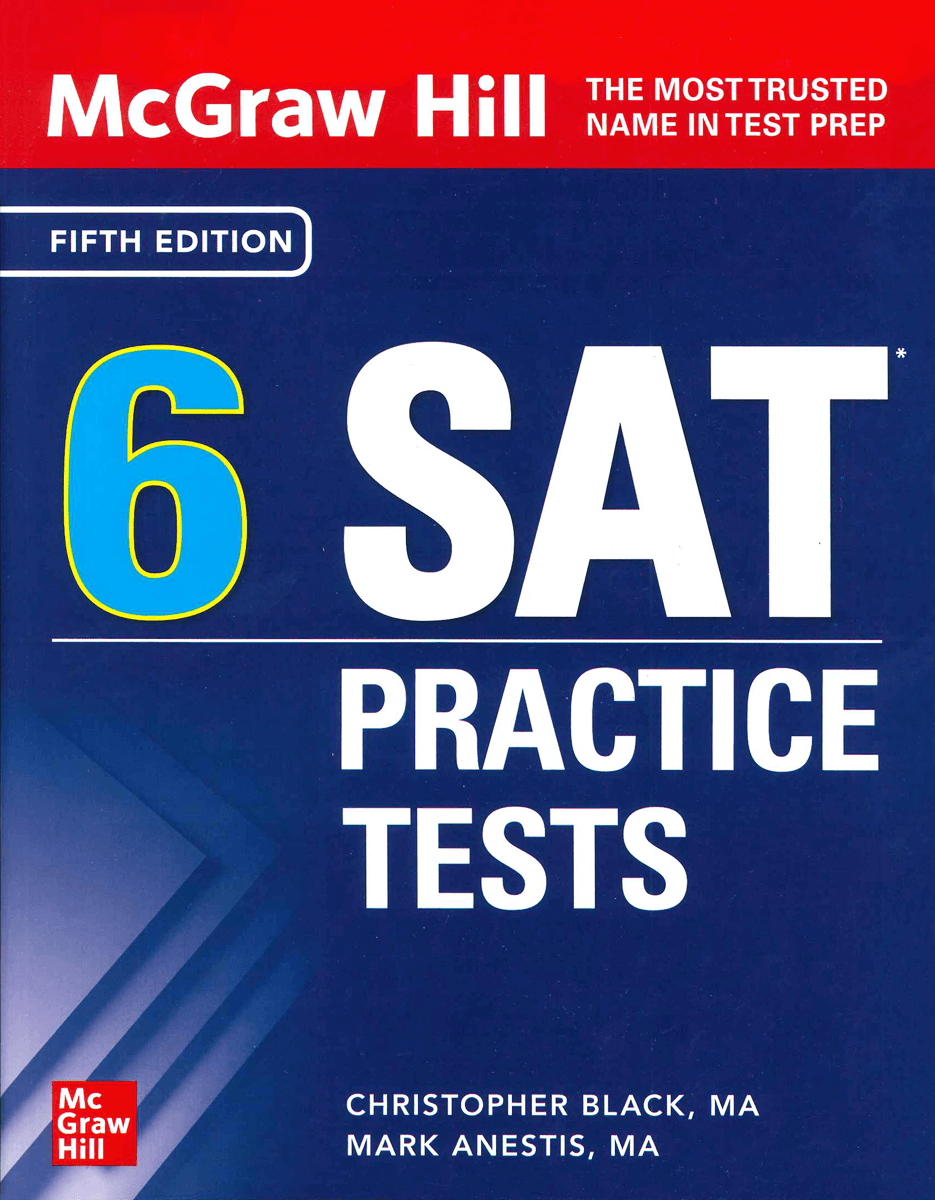 McGraw Hill
THE MOST TRUSTED
NAME IN TEST PREP
FIFTH EDITION
6 SAT*
PRACTICE
TESTS
CHRISTOPHER BLACK, MA
MARK ANESTIS, MA
Mc
Graw
Hill